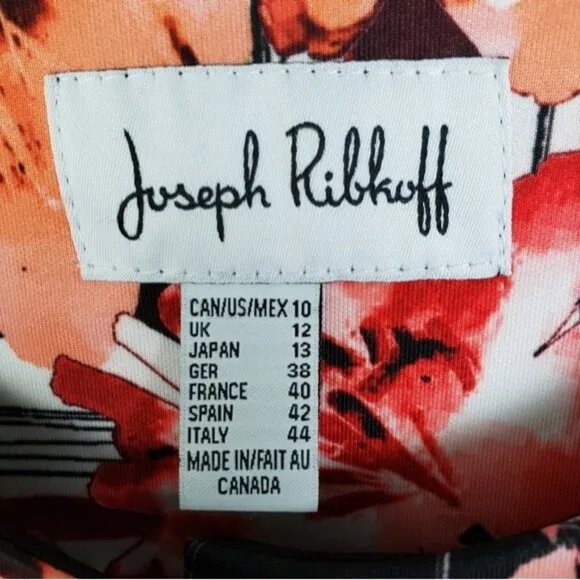 Joseph Ribkoff
CAN/US/MEX 10
UK 12
JAPAN 13
GER 38
FRANCE 40
SPAIN 42
ITALY 44
MADE IN/FAIT AU
CANADA